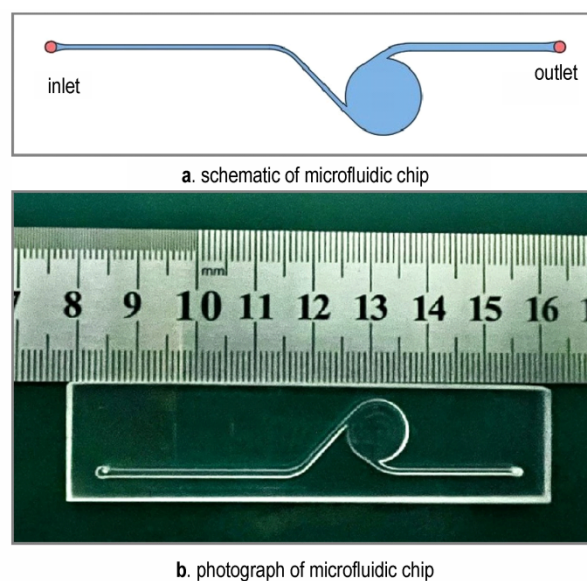 inlet
outlet
a. schematic of microfluidic chip
mm
7 8 9 10 11 12 13 14 15 16 1
b. photograph of microfluidic chip